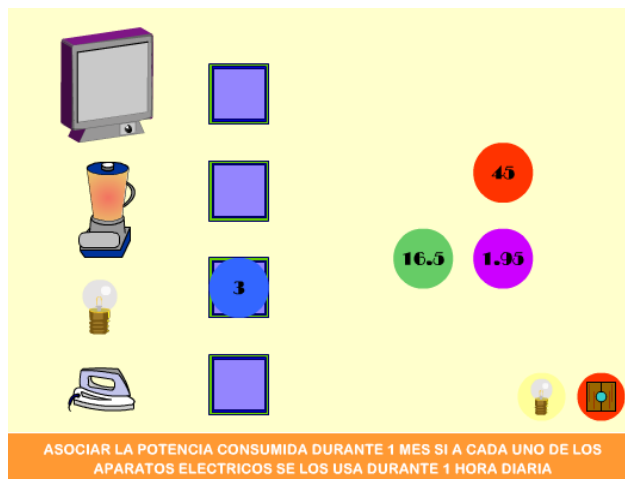 45
16.5
1.95
3
ASOCIAR LA POTENCIA CONSUMIDA DURANTE 1 MES SI A CADA UNO DE LOS
APARATOS ELECTRICOS SE LOS USA DURANTE 1 HORA DIARIA